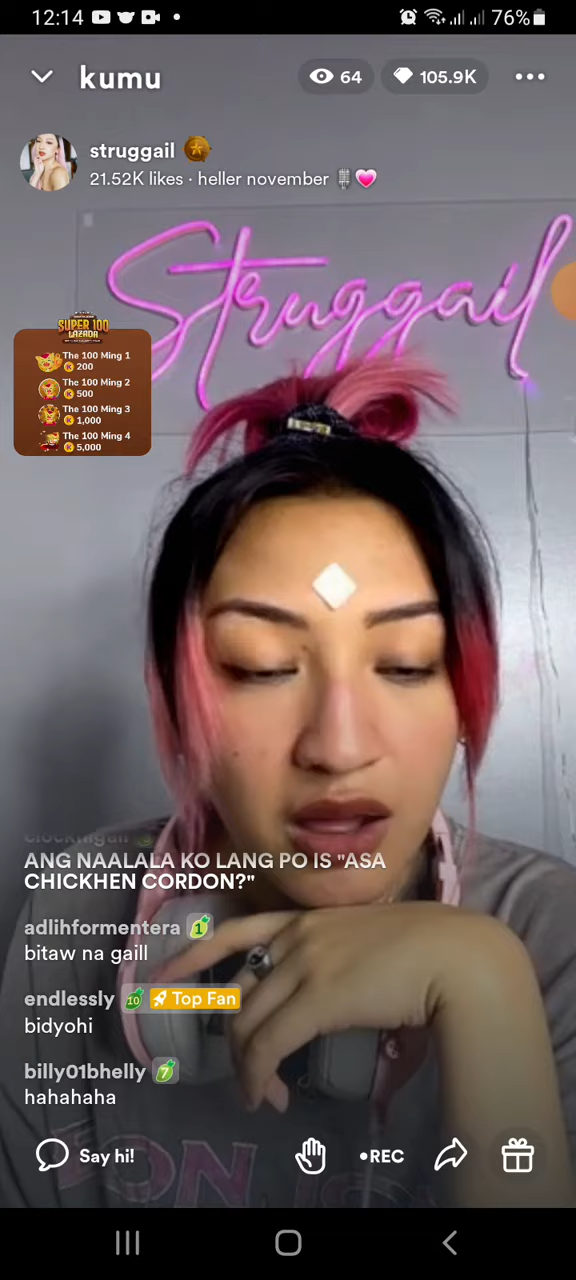 12:14
76%
kumu
64
105.9K
struggail
21.52K likes · heller november
Struggail
SUPER 100
LAZADA
The 100 Ming 1
200
The 100 Ming 2
500
The 100 Ming 3
1,000
The 100 Ming 4
5,000
ANG NAALALA KO LANG PO IS "ASA
CHICKHEN CORDON?"
adlihformentera 1
bitaw na gaill
endlessly 10 Top Fan
bidyohi
billy01bhelly 7
hahahaha
Say hi!
•REC